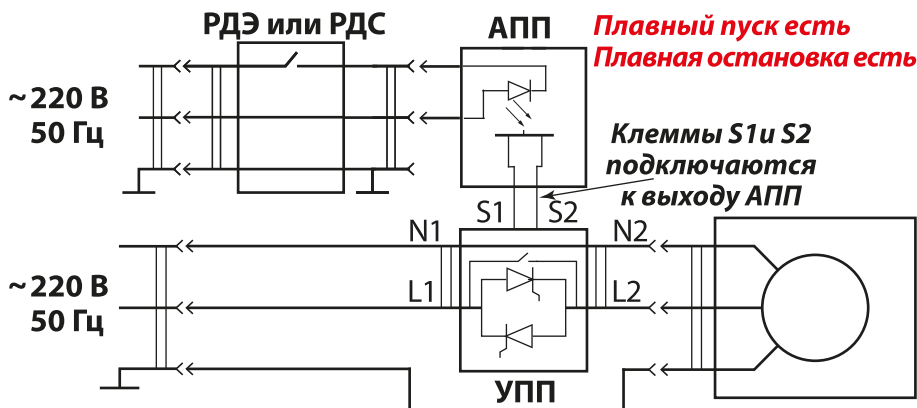 РДЭ или РДС
АПП
Плавный пуск есть
Плавная остановка есть
~220 В
50 Гц
Клеммы S1и S2
подключаются
к выходу АПП
S1
S2
N1
N2
~220 В
50 Гц
L1
L2
УПП